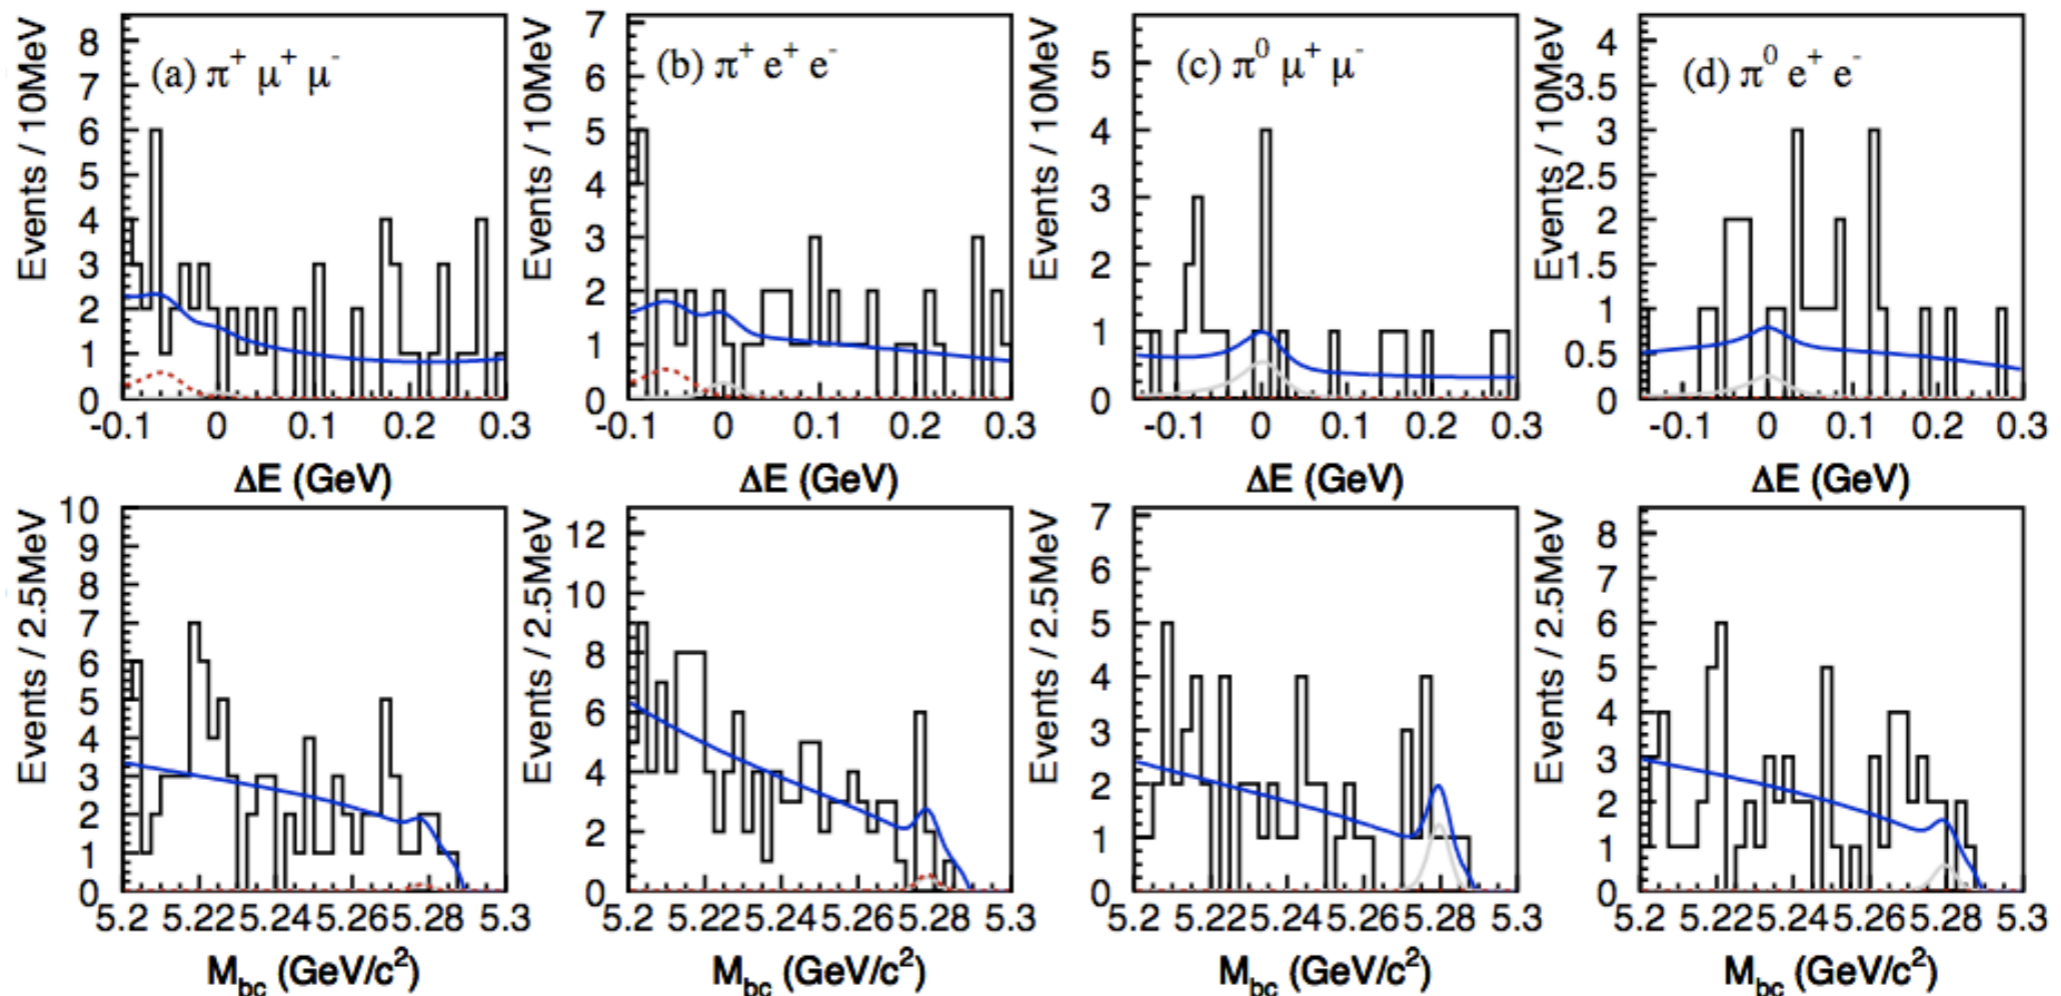 Events / 10MeV
8
7
6
5
4
3
2
1
0
(a) π⁺ μ⁺ μ⁻
-0.1 0 0.1 0.2 0.3
ΔE (GeV)
Events / 10MeV
7
6
5
4
3
2
1
0
(b) π⁺ e⁺ e⁻
-0.1 0 0.1 0.2 0.3
ΔE (GeV)
Events / 10MeV
5
4
3
2
1
0
(c) π⁰ μ⁺ μ⁻
-0.1 0 0.1 0.2 0.3
ΔE (GeV)
Events / 10MeV
4
3.5
3
2.5
2
1.5
1
0.5
0
(d) π⁰ e⁺ e⁻
-0.1 0 0.1 0.2 0.3
ΔE (GeV)
Events / 2.5MeV
10
9
8
7
6
5
4
3
2
1
0
5.2 5.22 5.24 5.26 5.28 5.3
M_bc (GeV/c²)
Events / 2.5MeV
12
10
8
6
4
2
0
5.2 5.22 5.24 5.26 5.28 5.3
M_bc (GeV/c²)
Events / 2.5MeV
7
6
5
4
3
2
1
0
5.2 5.22 5.24 5.26 5.28 5.3
M_bc (GeV/c²)
Events / 2.5MeV
8
7
6
5
4
3
2
1
0
5.2 5.22 5.24 5.26 5.28 5.3
M_bc (GeV/c²)